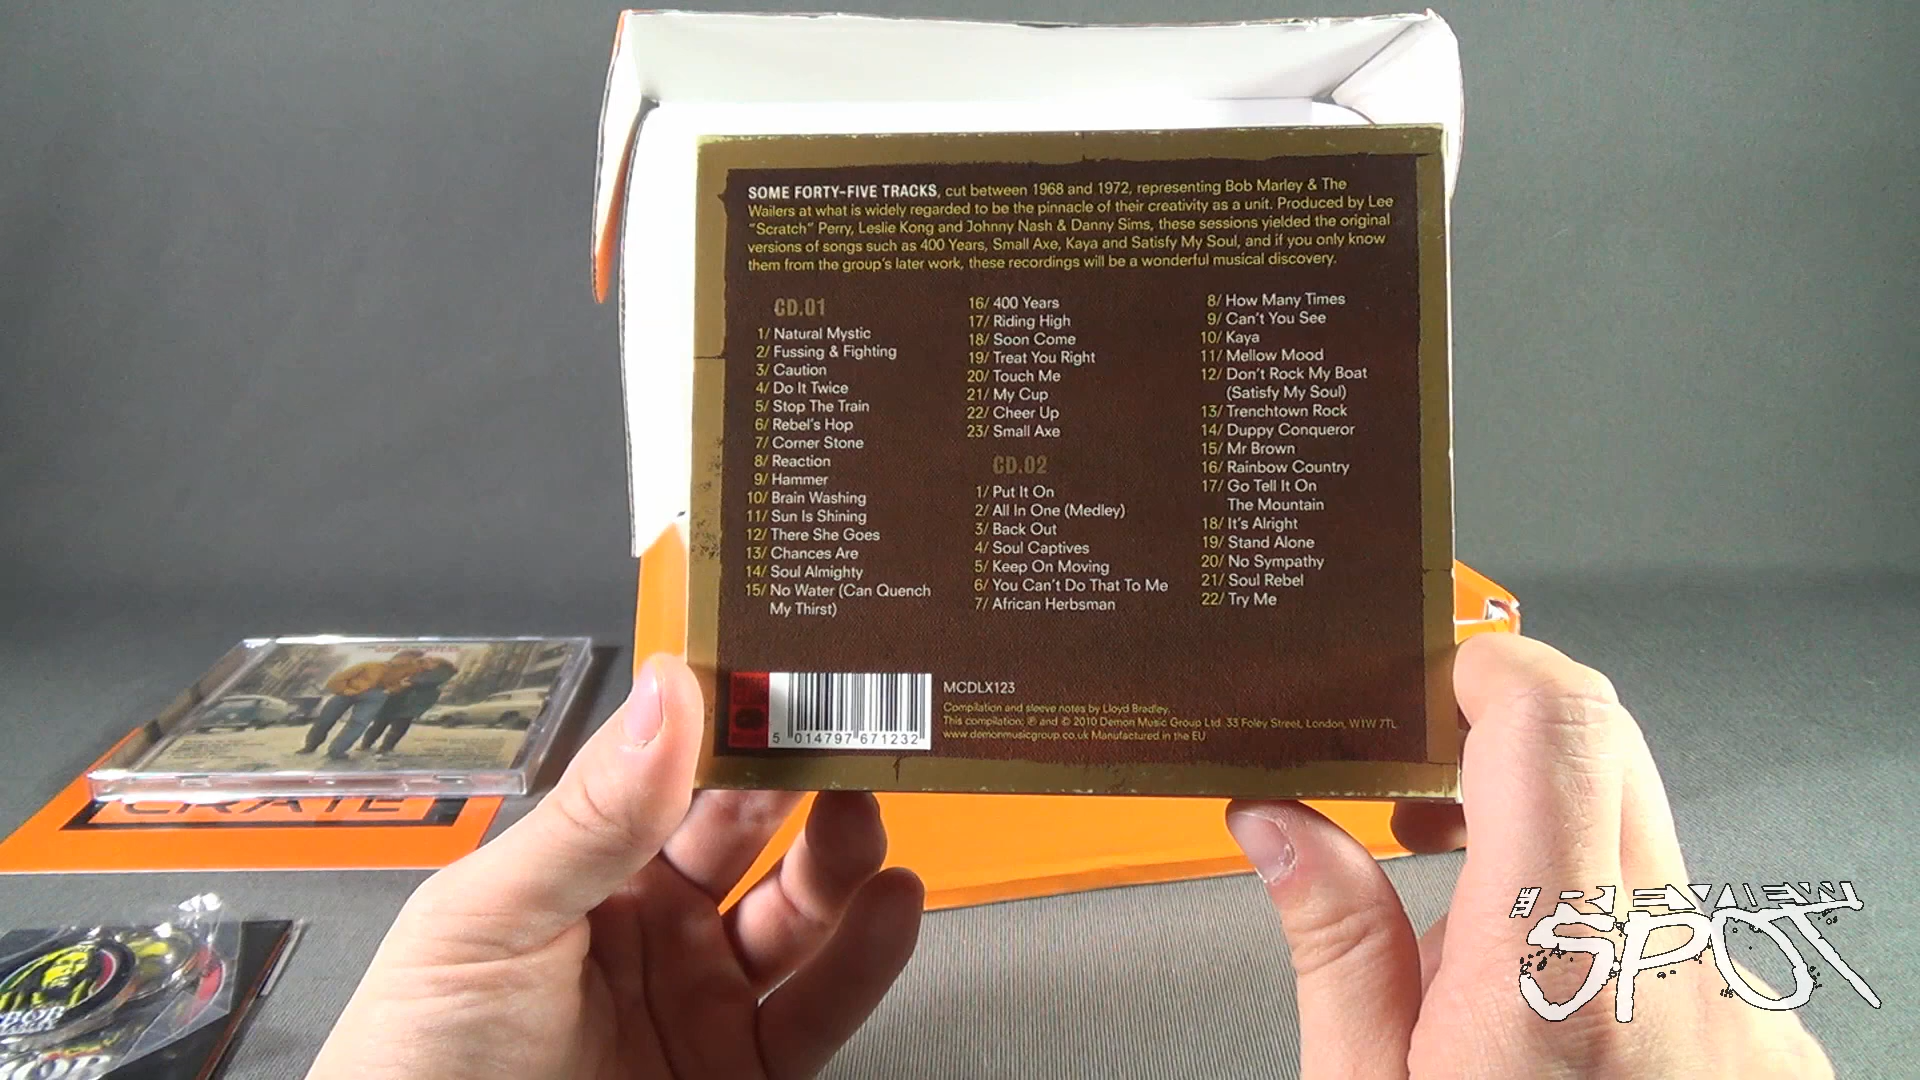 SOME FORTY-FIVE TRACKS, cut between 1968 and 1972, representing Bob Marley & The
Wailers at what is widely regarded to be the pinnacle of their creativity as a unit. Produced by Lee
"Scratch" Perry, Leslie Kong and Johnny Nash & Danny Sims, these sessions yielded the original
versions of songs such as 400 Years, Small Axe, Kaya and Satisfy My Soul, and if you only know
them from the group's later work, these recordings will be a wonderful musical discovery.
CD.01
1/ Natural Mystic
2/ Fussing & Fighting
3/ Caution
4/ Do It Twice
5/ Stop The Train
6/ Rebel's Hop
7/ Corner Stone
8/ Reaction
9/ Hammer
10/ Brain Washing
11/ Sun Is Shining
12/ There She Goes
13/ Chances Are
14/ Soul Almighty
15/ No Water (Can Quench
My Thirst)
16/ 400 Years
17/ Riding High
18/ Soon Come
19/ Treat You Right
20/ Touch Me
21/ My Cup
22/ Cheer Up
23/ Small Axe
CD.02
1/ Put It On
2/ All In One (Medley)
3/ Back Out
4/ Soul Captives
5/ Keep On Moving
6/ You Can't Do That To Me
7/ African Herbsman
8/ How Many Times
9/ Can't You See
10/ Kaya
11/ Mellow Mood
12/ Don't Rock My Boat
(Satisfy My Soul)
13/ Trenchtown Rock
14/ Duppy Conqueror
15/ Mr Brown
16/ Rainbow Country
17/ Go Tell It On
The Mountain
18/ It's Alright
19/ Stand Alone
20/ No Sympathy
21/ Soul Rebel
22/ Try Me
5 014797 671232
MCDLX123
Compilation and sleeve notes by Lloyd Bradley.
This compilation: ℗ and © 2010 Demon Music Group Ltd. 33 Foley Street, London, W1W 7TL
www.demonmusicgroup.co.uk Manufactured in the EU
CRATE
BOB
THE REVIEW
SPOT